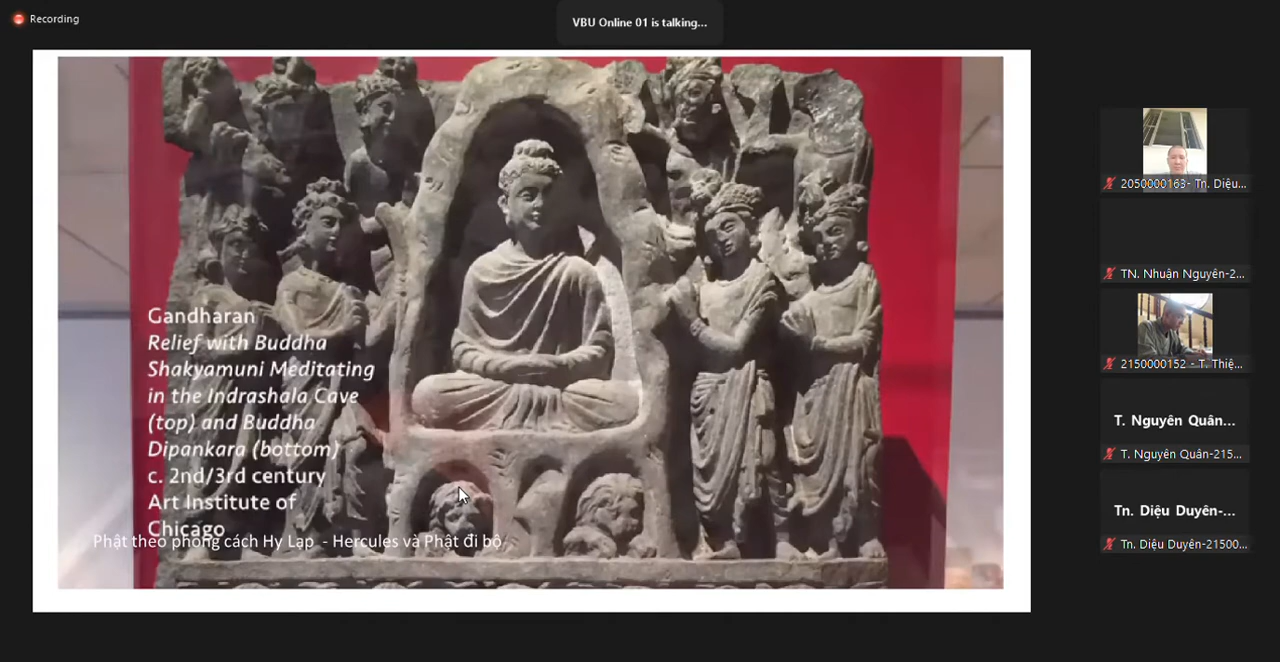 Recording
VBU Online 01 is talking...
Gandharan
Relief with Buddha
Shakyamuni Meditating
in the Indrashala Cave
(top) and Buddha
Dipankara (bottom)
c. 2nd/3rd century
Art Institute of
Chicago
Phật theo phong cách Hy Lạp - Hercules và Phật đi bộ
2050000163- Tn. Diệu...
TN. Nhuận Nguyên-2...
2150000152 - T. Thiệ...
T. Nguyên Quân...
T. Nguyên Quân-215...
Tn. Diệu Duyên-...
Tn. Diệu Duyên-21500...